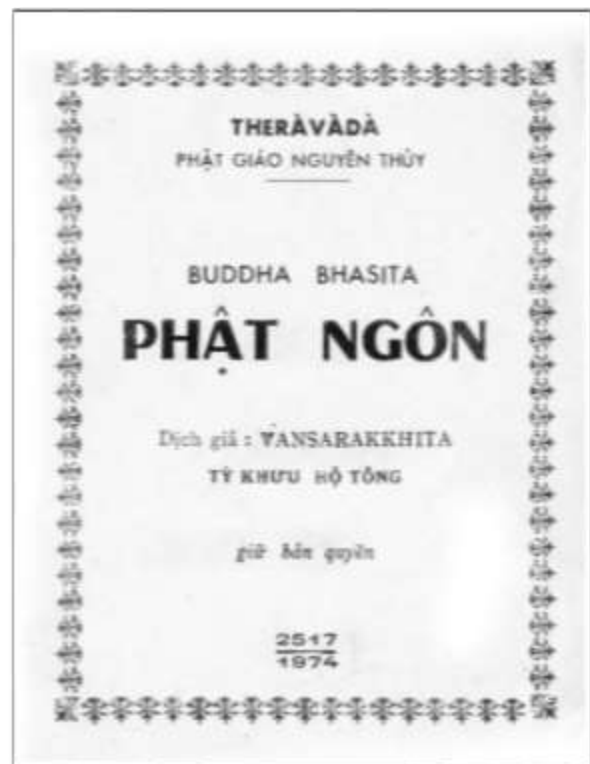 THERÀVÀDÀ
PHẬT GIÁO NGUYÊN THỦY
BUDDHA BHASITA
PHẬT NGÔN
Dịch giả : VANSARAKKHITA
TỲ KHƯU HỘ TÔNG
giữ bản quyền
2517
1974